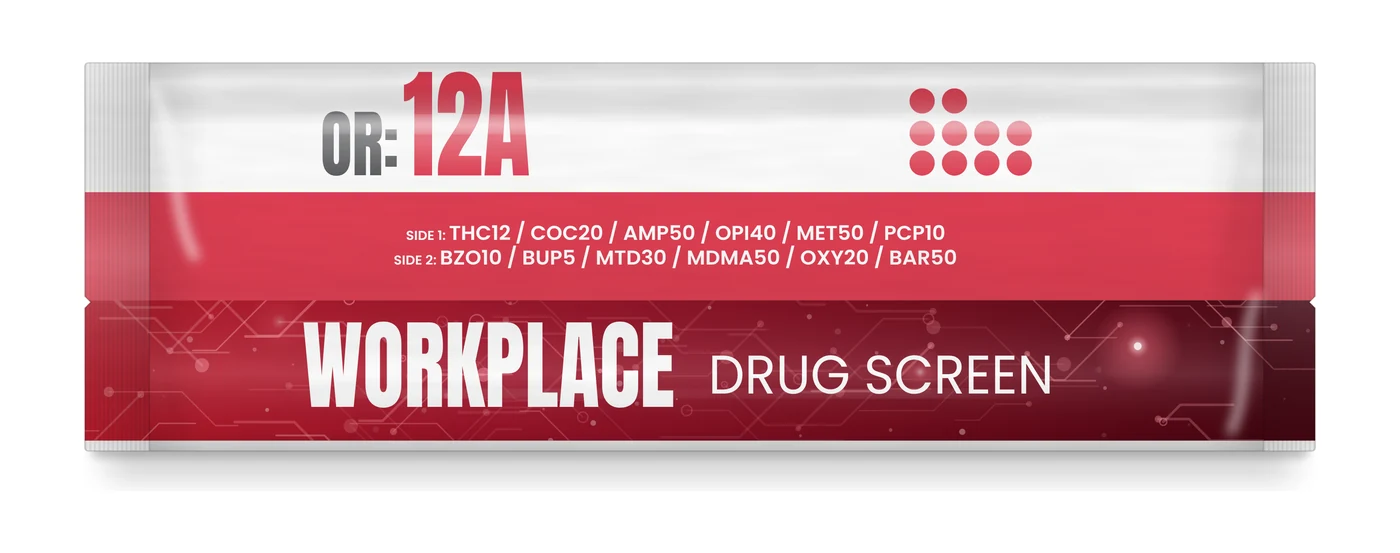 OR: 12A
SIDE 1: THC12 / COC20 / AMP50 / OPI40 / MET50 / PCP10
SIDE 2: BZO10 / BUP5 / MTD30 / MDMA50 / OXY20 / BAR50
WORKPLACE DRUG SCREEN